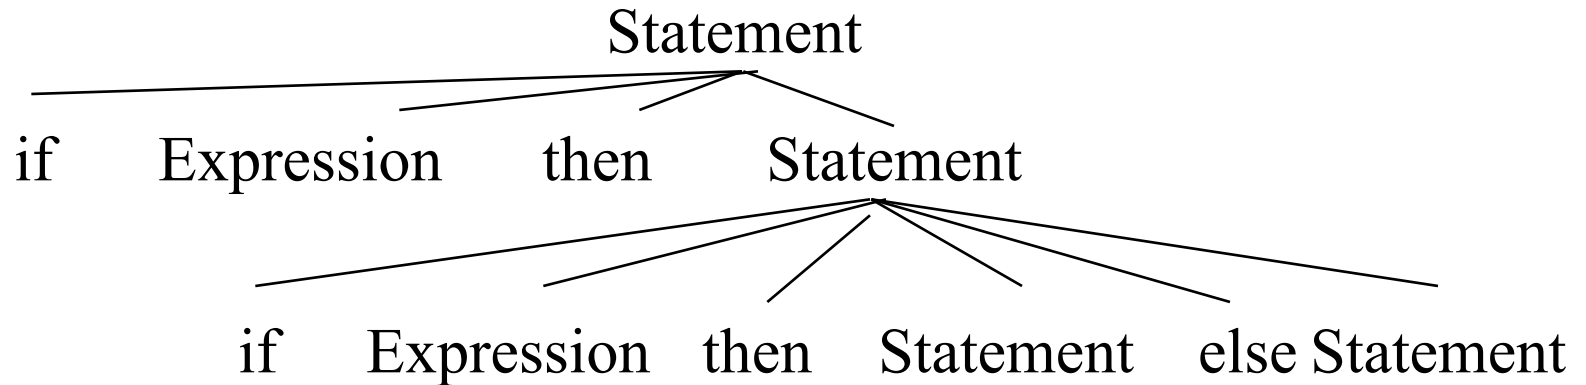 Statement
if Expression then Statement
if Expression then Statement else Statement